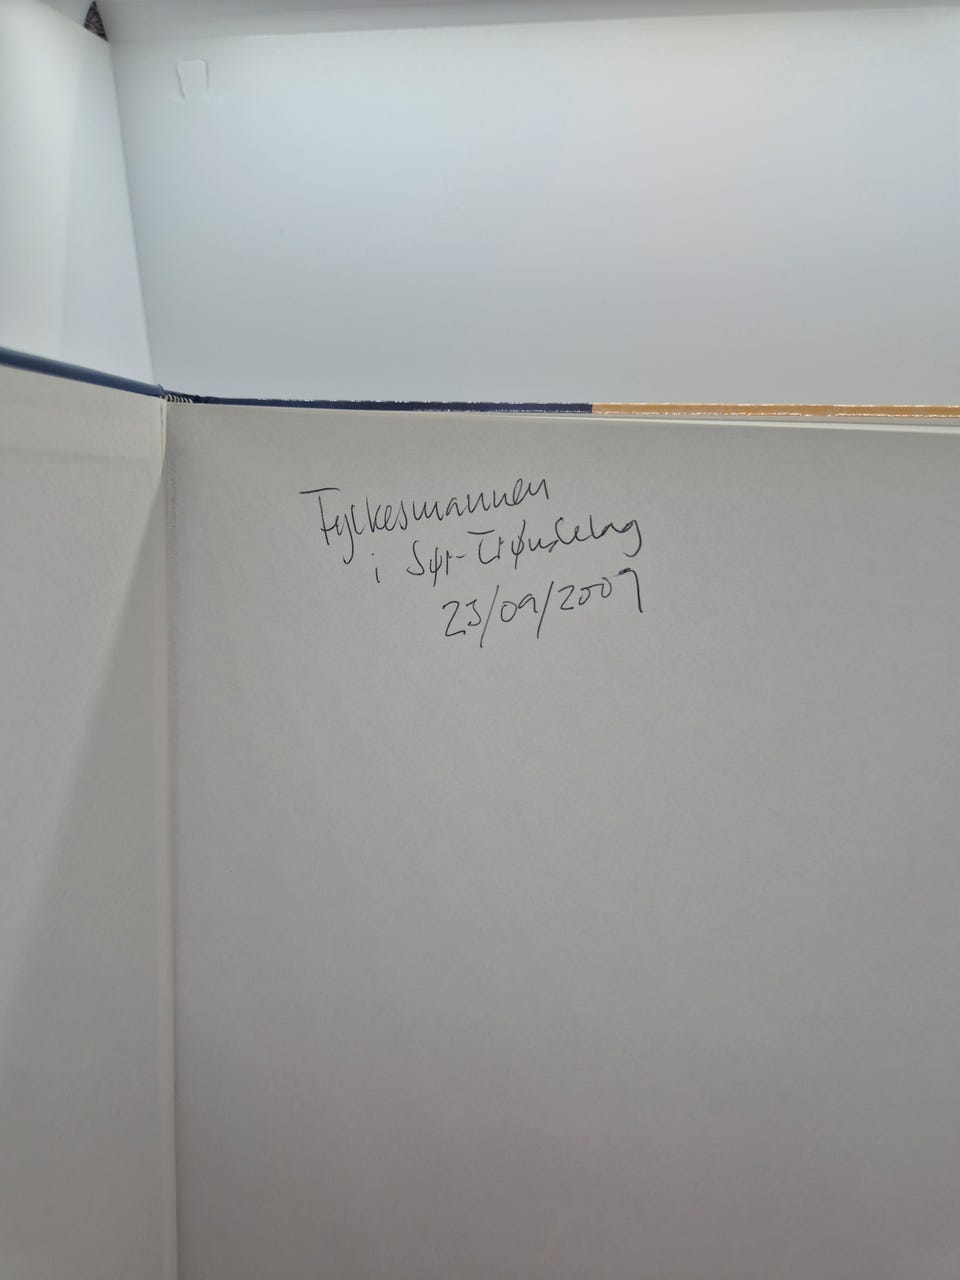 Fylkesmannen
i Sør-Trøndelag
23/09/2009